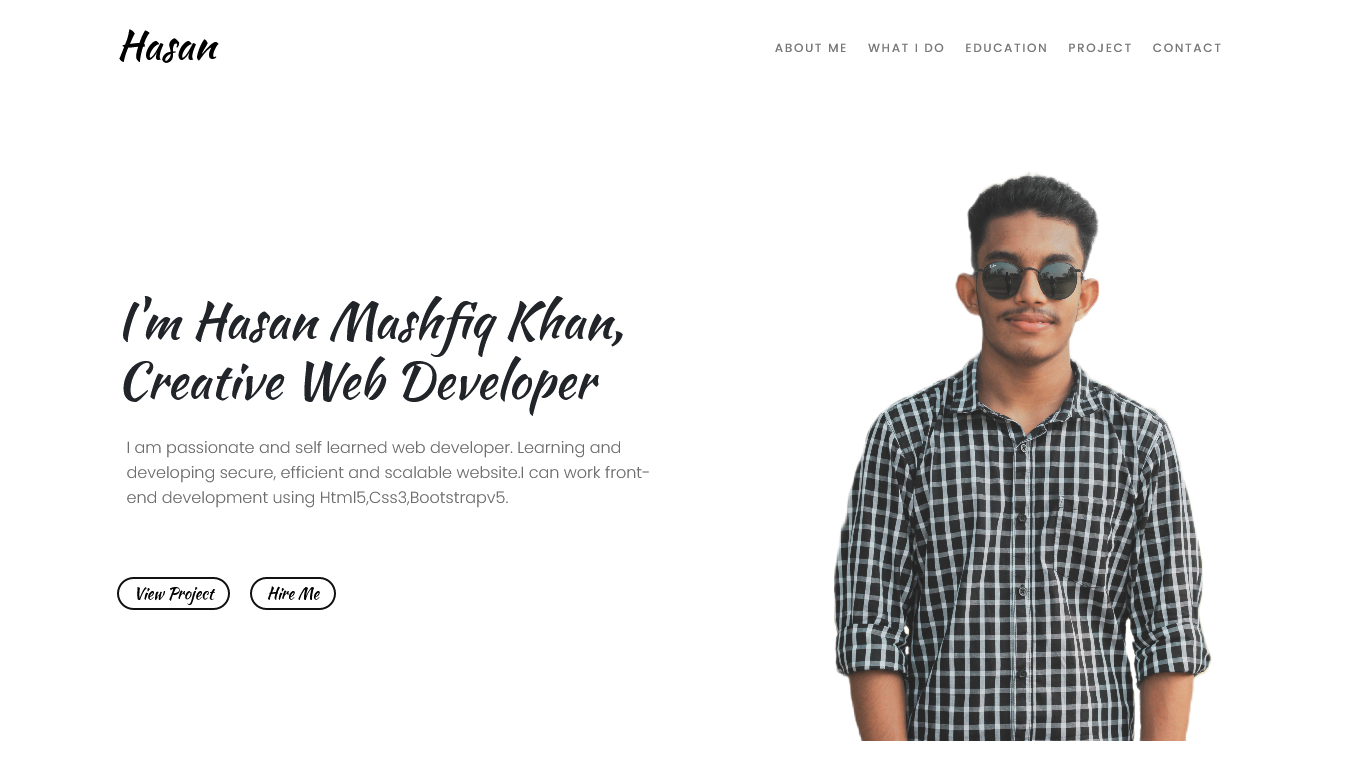 Hasan
ABOUT ME WHAT I DO EDUCATION PROJECT CONTACT
I'm Hasan Mashfiq Khan,
Creative Web Developer
I am passionate and self learned web developer. Learning and
developing secure, efficient and scalable website.I can work front-
end development using Html5,Css3,Bootstrapv5.
View Project Hire Me